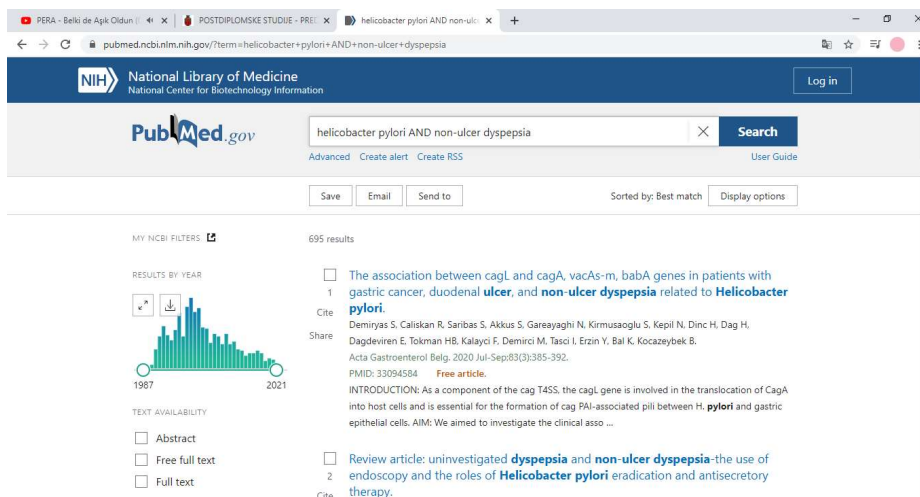 PERA - Belki de Aşık Oldun
POSTDIPLOMSKE STUDIJE - PRE
helicobacter pylori AND non-ulc
pubmed.ncbi.nlm.nih.gov/?term=helicobacter+pylori+AND+non-ulcer+dyspepsia
NIH National Library of Medicine
National Center for Biotechnology Information
Log in
PubMed.gov
helicobacter pylori AND non-ulcer dyspepsia
Search
Advanced Create alert Create RSS
User Guide
Save Email Send to
Sorted by: Best match Display options
MY NCBI FILTERS
695 results
RESULTS BY YEAR
1987 2021
TEXT AVAILABILITY
Abstract
Free full text
Full text
1
Cite
Share
The association between cagL and cagA, vacAs-m, babA genes in patients with
gastric cancer, duodenal ulcer, and non-ulcer dyspepsia related to Helicobacter
pylori.
Demiryas S, Caliskan R, Saribas S, Akkus S, Gareayaghi N, Kirmusaoglu S, Kepil N, Dinc H, Dag H,
Dagdeviren E, Tokman HB, Kalayci F, Demirci M, Tasci I, Erzin Y, Bal K, Kocazeybek B.
Acta Gastroenterol Belg. 2020 Jul-Sep;83(3):385-392.
PMID: 33094584 Free article.
INTRODUCTION: As a component of the cag T4SS, the cagL gene is involved in the translocation of CagA
into host cells and is essential for the formation of cag PAI-associated pili between H. pylori and gastric
epithelial cells. AIM: We aimed to investigate the clinical asso ...
2
Cite
Review article: uninvestigated dyspepsia and non-ulcer dyspepsia-the use of
endoscopy and the roles of Helicobacter pylori eradication and antisecretory
therapy.